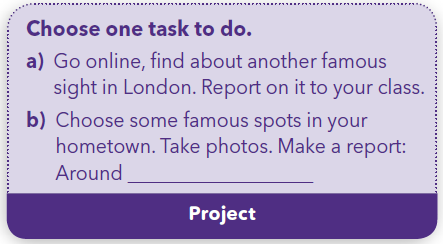 Choose one task to do.
a) Go online, find about another famous
sight in London. Report on it to your class.
b) Choose some famous spots in your
hometown. Take photos. Make a report:
Around ____________________
Project